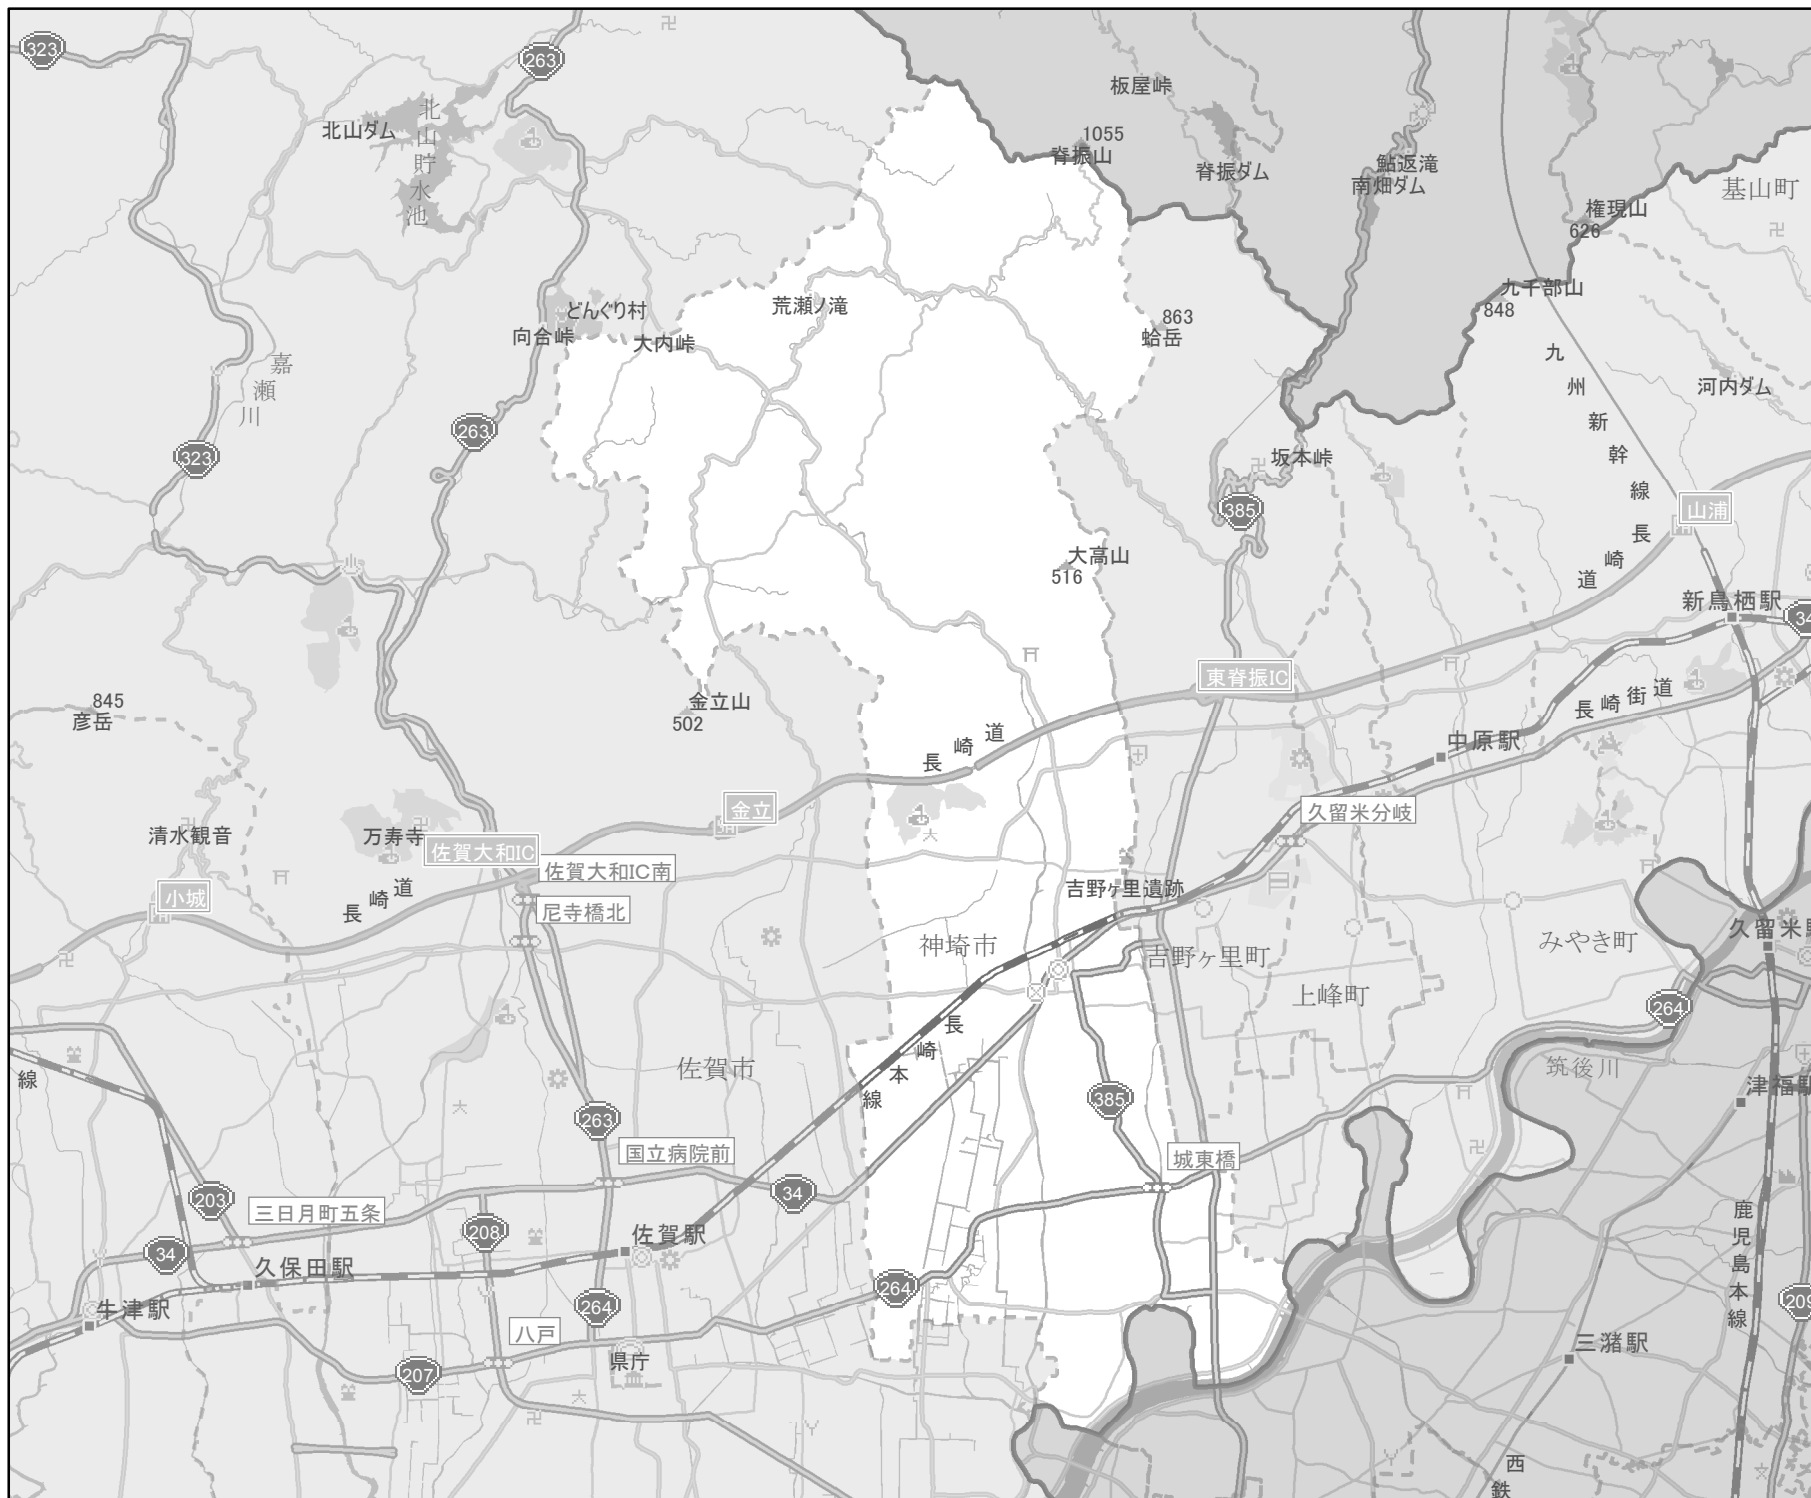 323
263
板屋峠
北山ダム
北山貯水池
1055
脊振山
脊振ダム
鮎返滝
南畑ダム
基山町
権現山
626
九千部山
848
どんぐり村
向合峠
大内峠
荒瀬ノ滝
863
蛤岳
九州新幹線
河内ダム
嘉瀬川
263
323
坂本峠
385
山浦
長崎道
大高山
516
新鳥栖駅
34
東脊振IC
金立山
502
845
彦岳
長崎道
長崎街道
中原駅
金立
久留米分岐
清水観音
万寿寺
佐賀大和IC
佐賀大和IC南
小城
長崎道
尼寺橋北
吉野ヶ里遺跡
神埼市
吉野ヶ里町
みやき町
久留米駅
上峰町
264
長崎本線
佐賀市
筑後川
津福駅
線
385
263
国立病院前
城東橋
34
203
三日月町五条
208
佐賀駅
34
久保田駅
264
264
牛津駅
八戸
県庁
207
鹿児島本線
209
三潴駅
西鉄